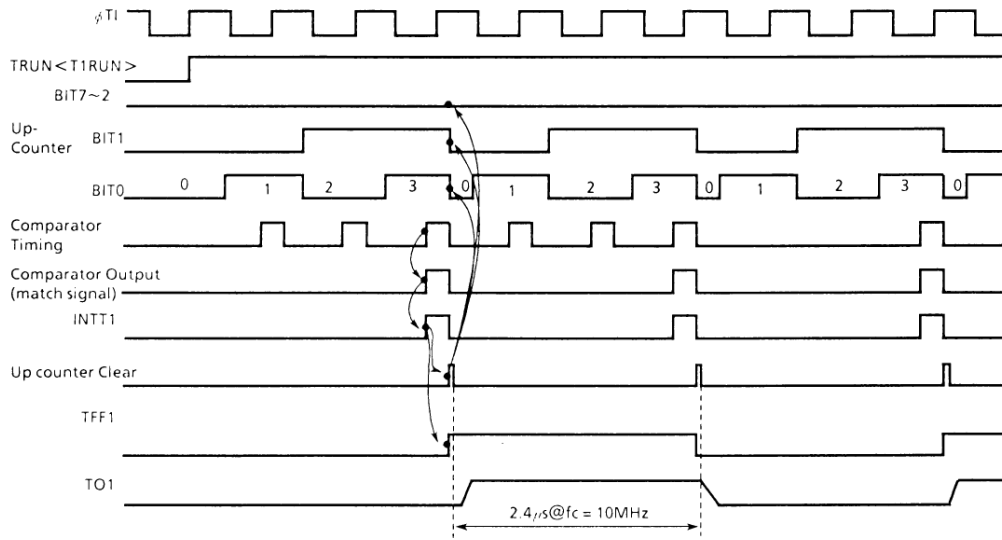 φT1
TRUN<T1RUN>
BiT7~2
Up-
Counter
BIT1
BIT0
0 1 2 3 0 1 2 3 0 1 2 3 0
Comparator
Timing
Comparator Output
(match signal)
INTT1
Up counter Clear
TFF1
TO1
2.4μs@fc = 10MHz